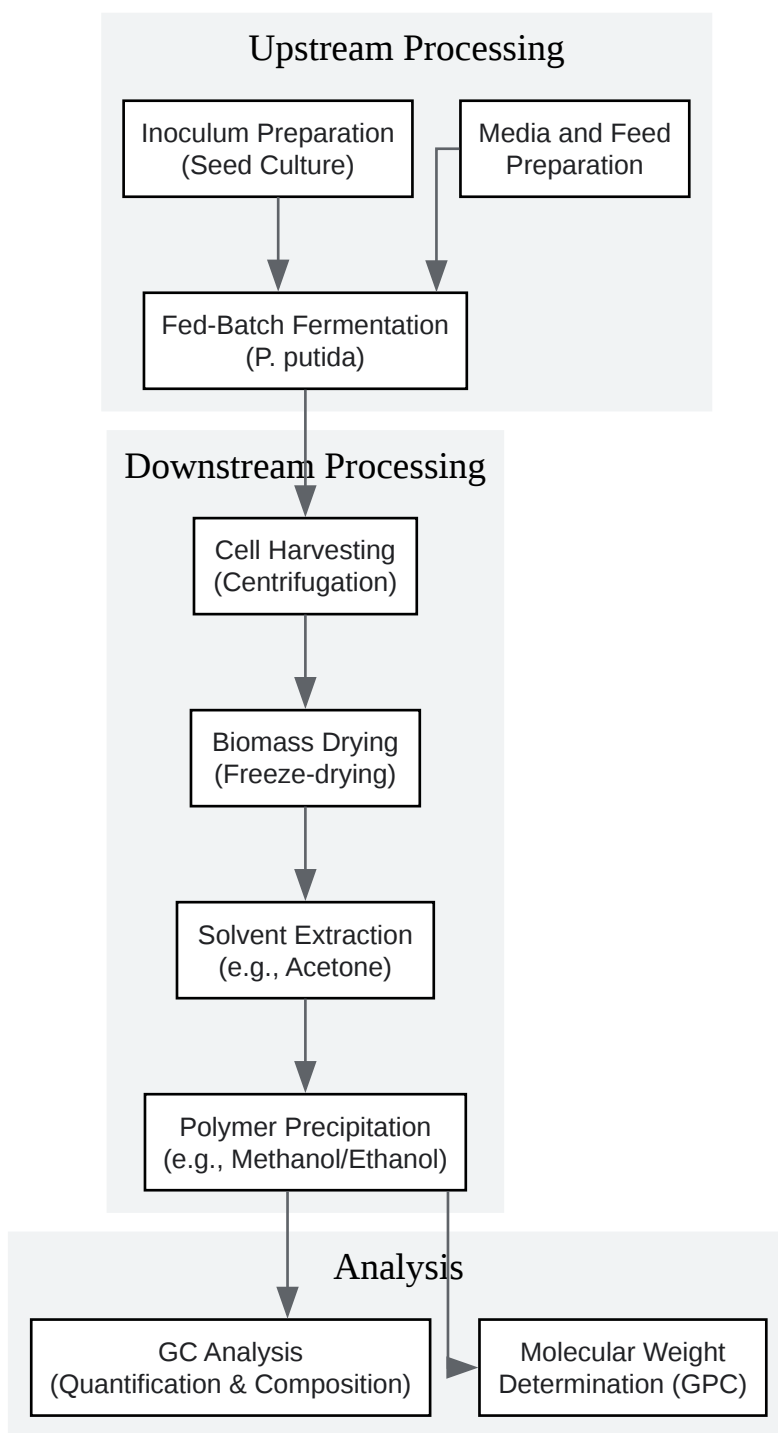 Upstream Processing
Inoculum Preparation
(Seed Culture)
Media and Feed
Preparation
Fed-Batch Fermentation
(P. putida)
Downstream Processing
Cell Harvesting
(Centrifugation)
Biomass Drying
(Freeze-drying)
Solvent Extraction
(e.g., Acetone)
Polymer Precipitation
(e.g., Methanol/Ethanol)
Analysis
GC Analysis
(Quantification & Composition)
Molecular Weight
Determination (GPC)